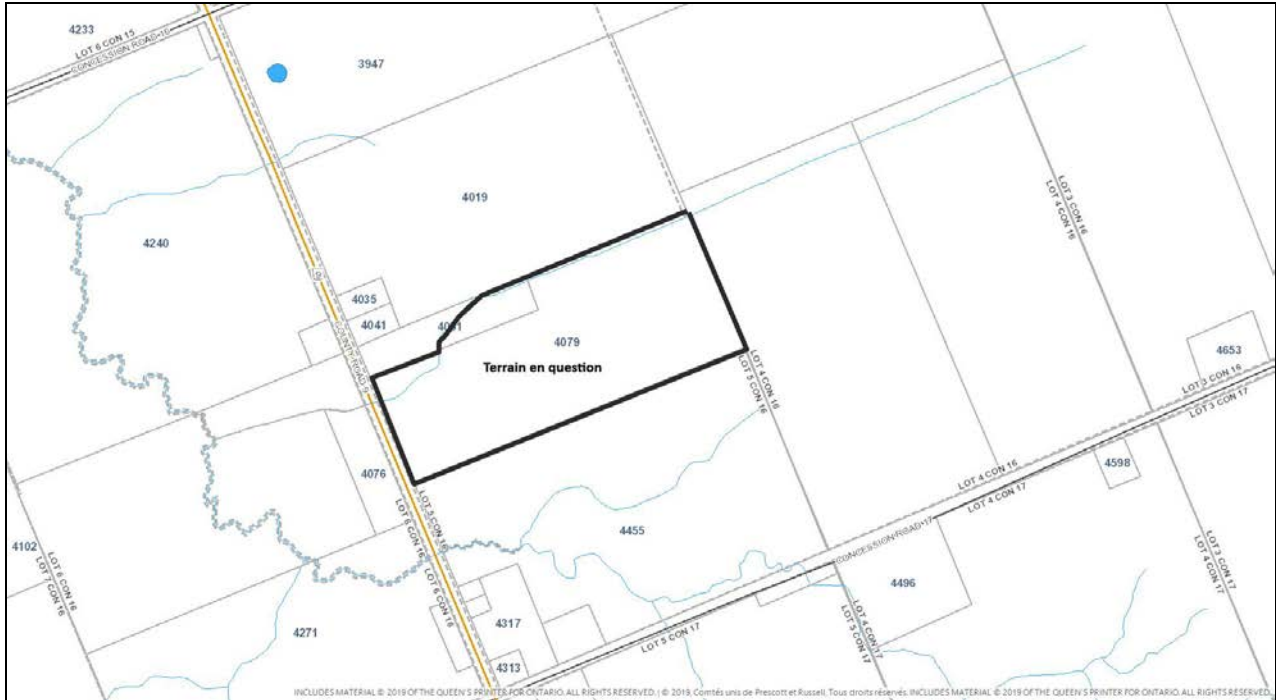 4233
LOT 6 CON 15
CONCESSION ROAD 16
3947
4019
LOT 3 CON 16
LOT 4 CON 16
4240
4035
4041
4079
Terrain en question
COUNTY ROAD 9
4653
LOT 4 CON 16
LOT 5 CON 16
LOT 3 CON 16
LOT 3 CON 17
4076
4598
LOT 4 CON 16
LOT 4 CON 17
LOT 5 CON 16
LOT 6 CON 16
4455
CONCESSION ROAD 17
4102
LOT 6 CON 16
LOT 7 CON 16
LOT 6 CON 16
LOT 3 CON 17
LOT 4 CON 17
4496
4271
4317
LOT 5 CON 17
LOT 4 CON 17
LOT 5 CON 17
4313
INCLUDES MATERIAL © 2019 OF THE QUEEN'S PRINTER FOR ONTARIO. ALL RIGHTS RESERVED. | © 2019, Comtés unis de Prescott et Russell, Tous droits réservés. INCLUDES MATERIAL © 2019 OF THE QUEEN'S PRINTER FOR ONTARIO. ALL RIGHTS RESERVED.